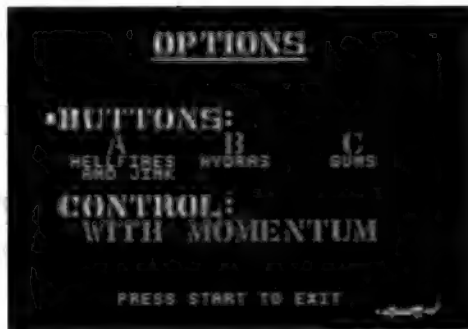 OPTIONS
BUTTONS:
A B C
HELLFIRES HYDRAS GUNS
AND JINK
CONTROL:
WITH MOMENTUM
PRESS START TO EXIT